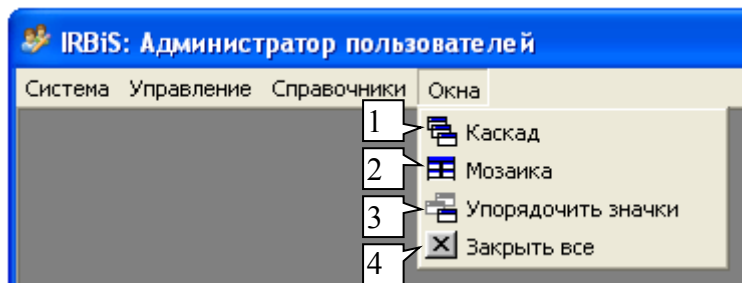 IRBiS: Администратор пользователей
Система Управление Справочники Окна
1 Каскад
2 Мозаика
3 Упорядочить значки
4 Закрыть все